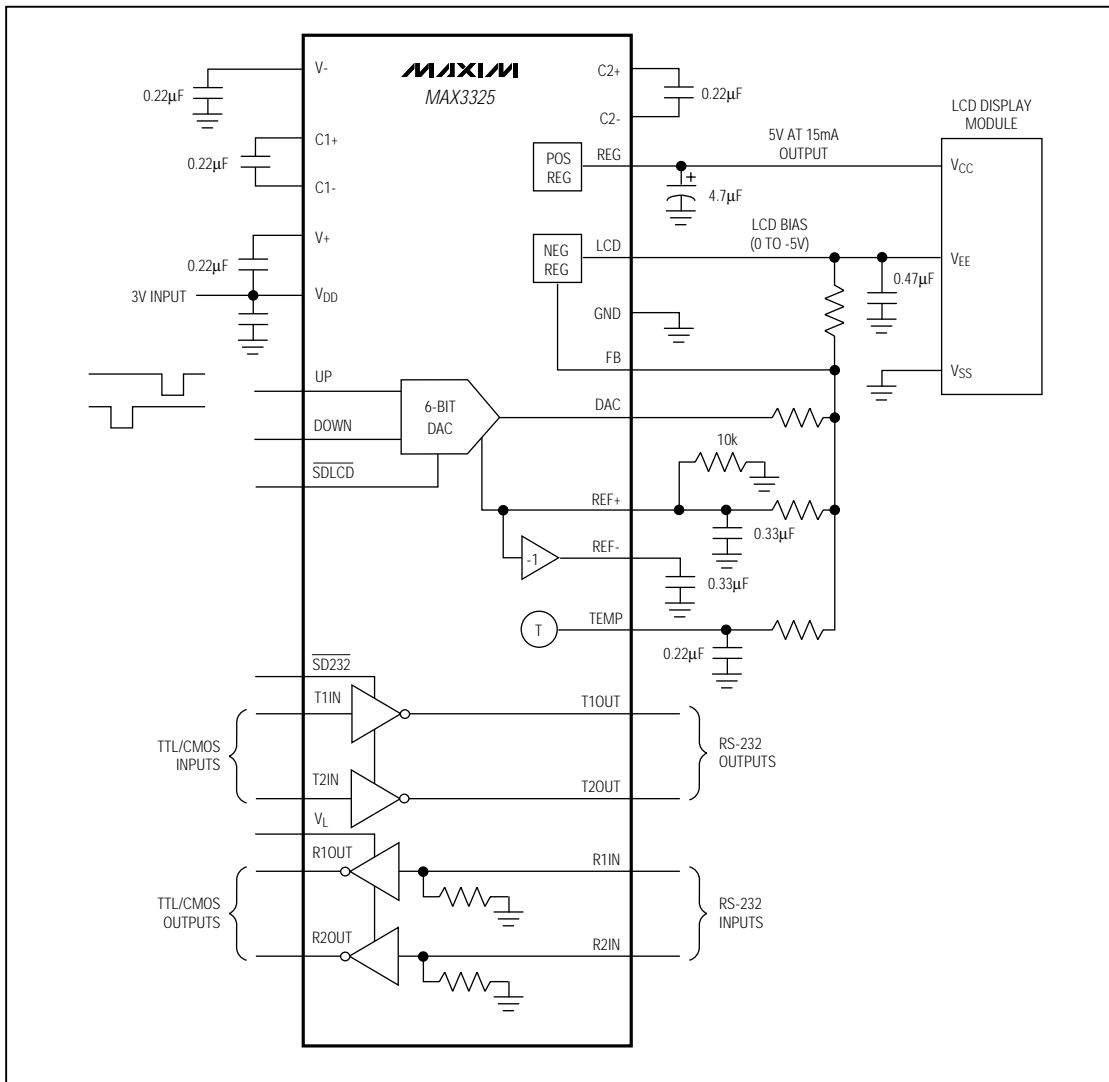 MAXIM
MAX3325
V-
0.22µF
C1+
0.22µF
C1-
V+
0.22µF
3V INPUT
VDD
UP
DOWN
SDLCD
6-BIT
DAC
C2+
0.22µF
C2-
POS
REG
REG
5V AT 15mA
OUTPUT
+
4.7µF
NEG
REG
LCD
LCD BIAS
(0 TO -5V)
0.47µF
GND
FB
DAC
10k
REF+
0.33µF
-1
REF-
0.33µF
T
TEMP
0.22µF
LCD DISPLAY
MODULE
VCC
VEE
VSS
SD232
T1IN
T1OUT
TTL/CMOS
INPUTS
RS-232
OUTPUTS
T2IN
T2OUT
VL
R1OUT
R1IN
TTL/CMOS
OUTPUTS
RS-232
INPUTS
R2OUT
R2IN